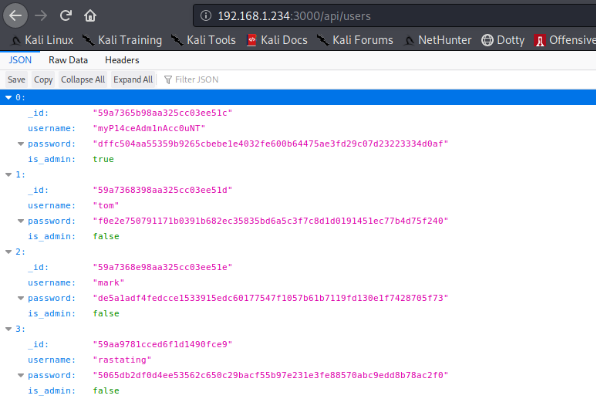 192.168.1.234:3000/api/users
Kali Linux Kali Training Kali Tools Kali Docs Kali Forums NetHunter Dotty Offensive
JSON Raw Data Headers
Save Copy Collapse All Expand All Filter JSON
0:
_id: "59a7365b98aa325cc03ee51c"
username: "myP14ceAdm1nAcc0uNT"
password: "dffc504aa55359b9265cbebe1e4032fe600b64475ae3fd29c07d23223334d0af"
is_admin: true
1:
_id: "59a7368398aa325cc03ee51d"
username: "tom"
password: "f0e2e750791171b0391b682ec35835bd6a5c3f7c8d1d0191451ec77b4d75f240"
is_admin: false
2:
_id: "59a7368e98aa325cc03ee51e"
username: "mark"
password: "de5a1adf4fedcce1533915edc60177547f1057b61b7119fd130e1f7428705f73"
is_admin: false
3:
_id: "59aa9781cced6f1d1490fce9"
username: "rastating"
password: "5065db2df0d4ee53562c650c29bacf55b97e231e3fe88570abc9edd8b78ac2f0"
is_admin: false